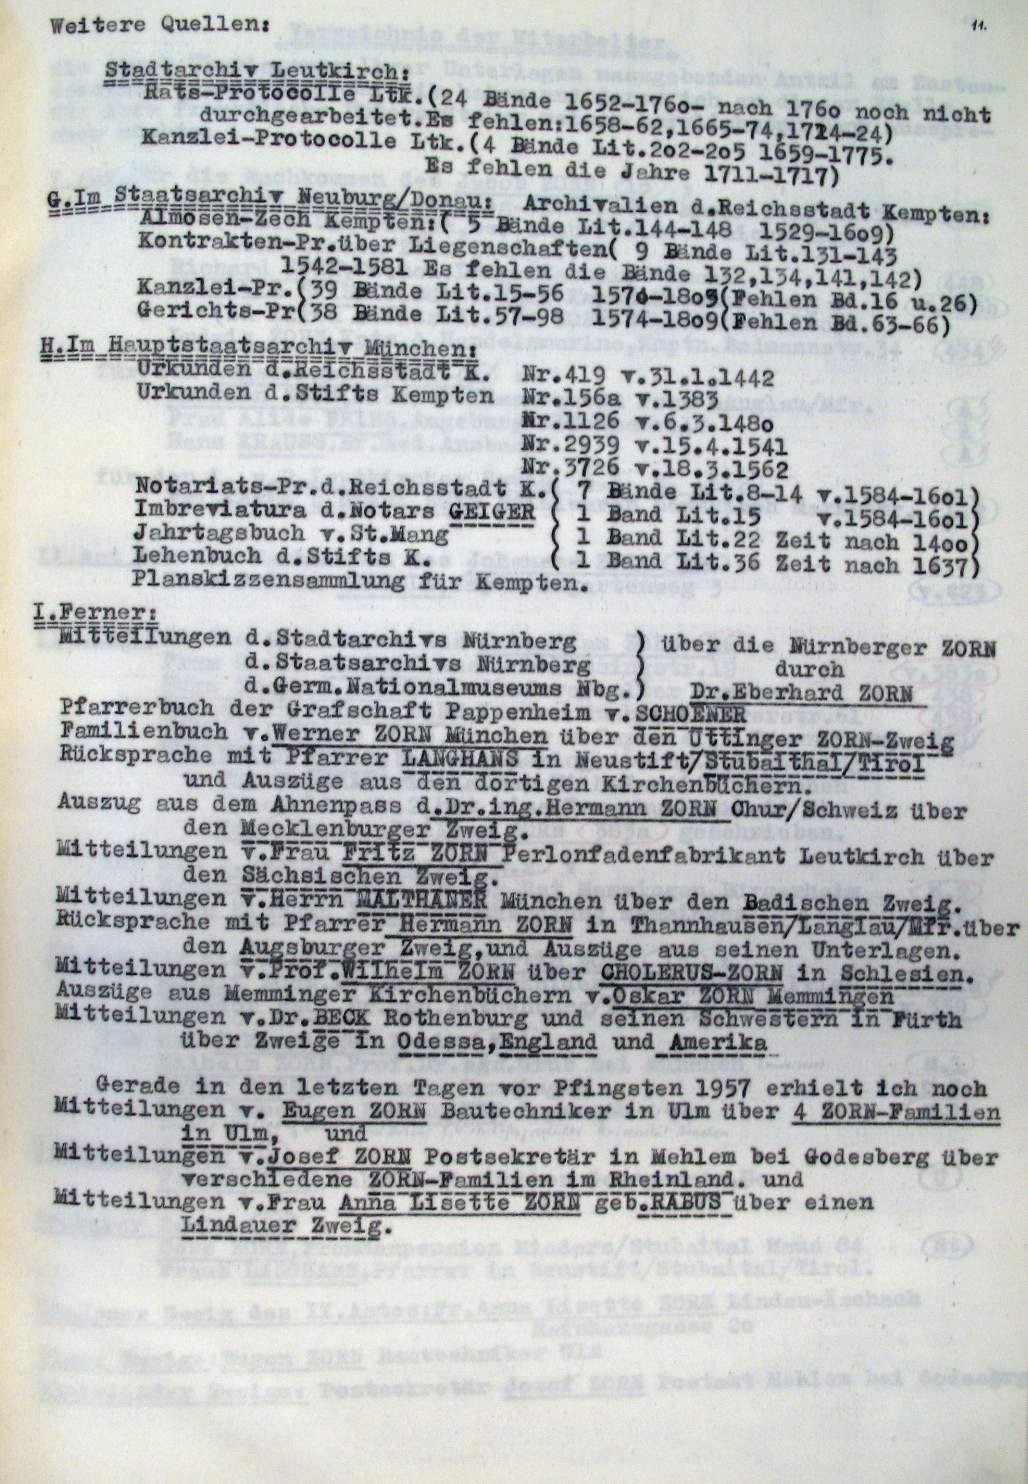 11.
Weitere Quellen:
Stadtarchiv Leutkirch:
Rats-Protocolle Ltk.(24 Bände 1652-176o- nach 176o noch nicht
durchgearbeitet.Es fehlen:1658-62,1665-74,1724-24)
Kanzlei-Protocolle Ltk.(4 Bände Lit.2o2-2o5 1659-1775.
Es fehlen die Jahre 1711-1717)
G.Im Staatsarchiv Neuburg/Donau: Archivalien d.Reichsstadt Kempten:
Almosen-Zech Kempten:( 5 Bände Lit.144-148 1529-16o9)
Kontrakten-Pr.über Liegenschaften( 9 Bände Lit.131-143
1542-1581 Es fehlen die Bände 132,134,141,142)
Kanzlei-Pr.(39 Bände Lit.15-56 157o-18o9(Fehlen Bd.16 u.26)
Gerichts-Pr(38 Bände Lit.57-98 1574-18o9(Fehlen Bd.63-66)
H.Im Hauptstaatsarchiv München:
Urkunden d.Reichsstadt K. Nr.419 v.31.1.1442
Urkunden d.Stifts Kempten Nr.156a v.1383
Nr.1126 v.6.3.148o
Nr.2939 v.15.4.1541
Nr.3726 v.18.3.1562
Notariats-Pr.d.Reichsstadt K.( 7 Bände Lit.8-14 v.1584-16o1)
Imbreviatura d.Notars GEIGER ( 1 Band Lit.15 v.1584-16o1)
Jahrtagsbuch v.St.Mang ( 1 Band Lit.22 Zeit nach 14oo)
Lehenbuch d.Stifts K. ( 1 Band Lit.36 Zeit nach 1637)
Planskizzensammlung für Kempten.
I.Ferner:
Mitteilungen d.Stadtarchivs Nürnberg ) über die Nürnberger ZORN
d.Staatsarchivs Nürnberg ) durch
d.Germ.Nationalmuseums Nbg.) Dr.Eberhard ZORN
Pfarrerbuch der Grafschaft Pappenheim v.SCHOENER
Familienbuch v.Werner ZORN München über den Uttinger ZORN-Zweig
Rücksprache mit Pfarrer LANGHANS in Neustift/Stubaithal/Tirol
und Auszüge aus den dortigen Kirchenbüchern.
Auszug aus dem Ahnenpass d.Dr.ing.Hermann ZORN Chur/Schweiz über
den Mecklenburger Zweig.
Mitteilungen v.Frau Fritz ZORN Perlonfadenfabrikant Leutkirch über
den Sächsischen Zweig.
Mitteilungen v.Herrn MALTHANER München über den Badischen Zweig.
Rücksprache mit Pfarrer Hermann ZORN in Thannhausen/Langlau/Mfr.über
den Augsburger Zweig,und Auszüge aus seinen Unterlagen.
Mitteilungen v.Prof.Wilhelm ZORN über CHOLERUS-ZORN in Schlesien.
Auszüge aus Memminger Kirchenbüchern v.Oskar ZORN Memmingen
Mitteilungen v.Dr.BECK Rothenburg und seinen Schwestern in Fürth
über Zweige in Odessa,England und Amerika
Gerade in den letzten Tagen vor Pfingsten 1957 erhielt ich noch
Mitteilungen v. Eugen ZORN Bautechniker in Ulm über 4 ZORN-Familien
in Ulm, und
Mitteilungen v.Josef ZORN Postsekretär in Mehlem bei Godesberg über
verschiedene ZORN-Familien im Rheinland. und
Mitteilungen v.Frau Anna Lisette ZORN geb.RABUS über einen
Lindauer Zweig.